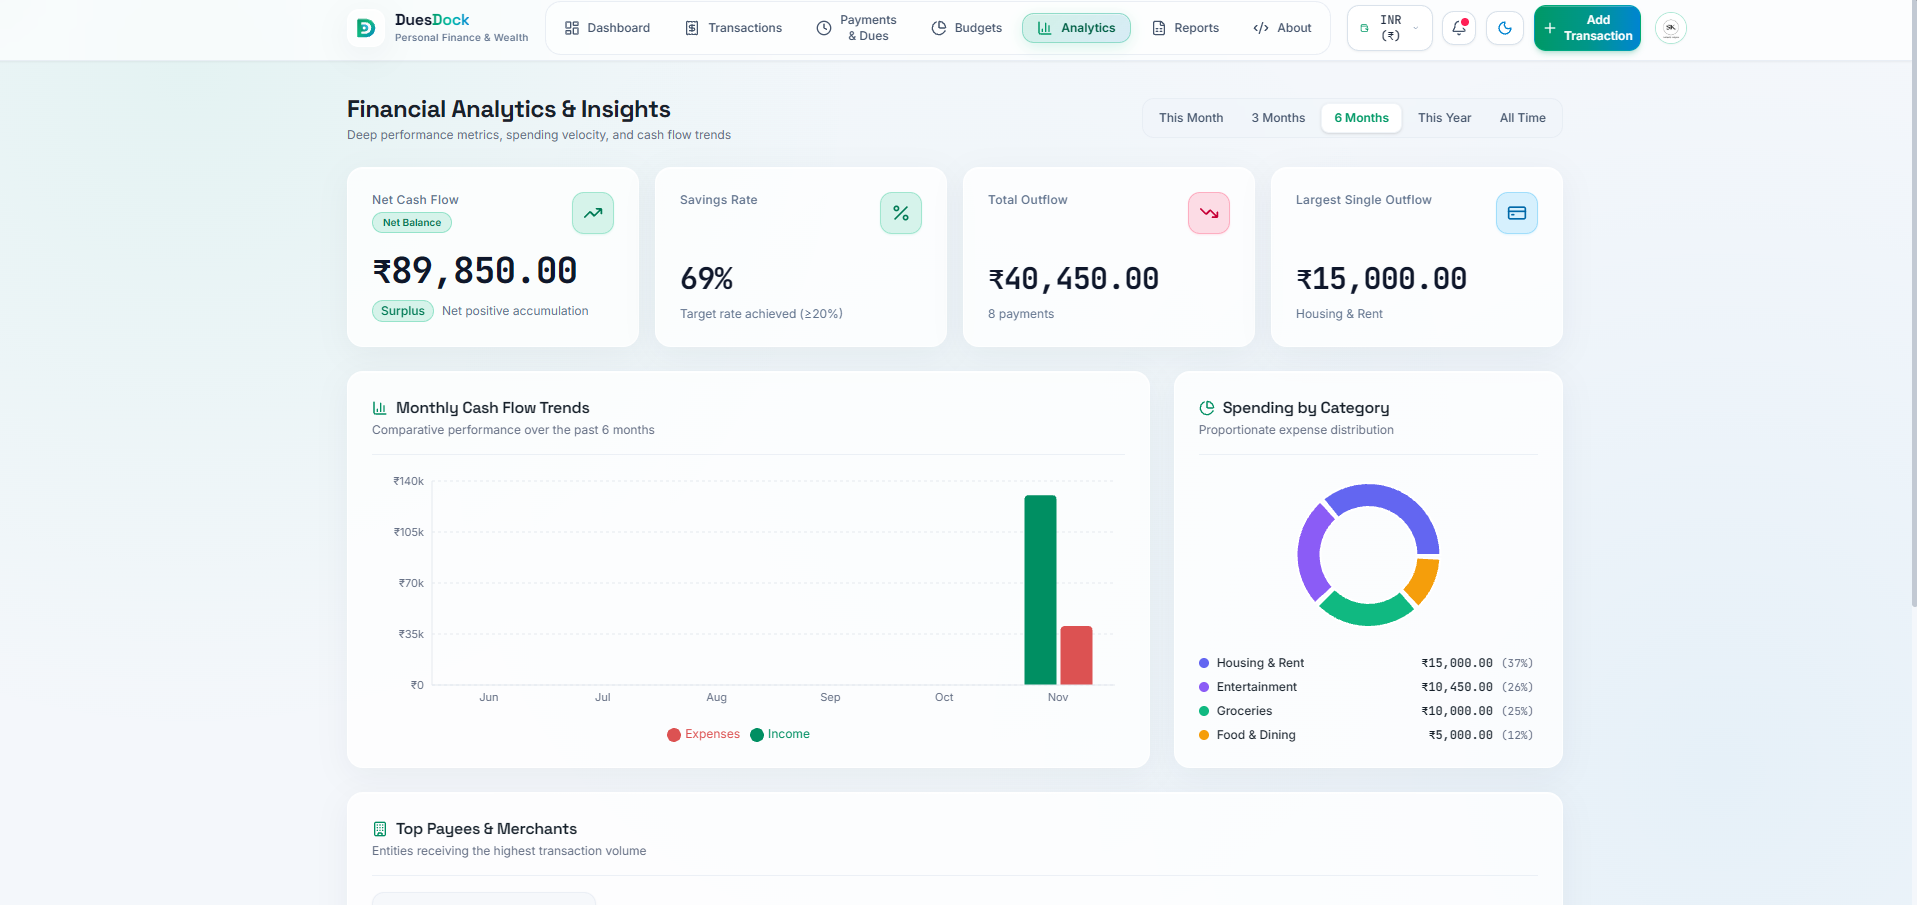 DuesDock
Personal Finance & Wealth
Dashboard
Transactions
Payments
& Dues
Budgets
Analytics
Reports
About
INR
(₹)
Add
Transaction
Financial Analytics & Insights
Deep performance metrics, spending velocity, and cash flow trends
This Month
3 Months
6 Months
This Year
All Time
Net Cash Flow
Net Balance
₹89,850.00
Surplus
Net positive accumulation
Savings Rate
69%
Target rate achieved (≥20%)
Total Outflow
₹40,450.00
8 payments
Largest Single Outflow
₹15,000.00
Housing & Rent
Monthly Cash Flow Trends
Comparative performance over the past 6 months
₹140k
₹105k
₹70k
₹35k
₹0
Jun
Jul
Aug
Sep
Oct
Nov
Expenses
Income
Spending by Category
Proportionate expense distribution
Housing & Rent ₹15,000.00 (37%)
Entertainment ₹10,450.00 (26%)
Groceries ₹10,000.00 (25%)
Food & Dining ₹5,000.00 (12%)
Top Payees & Merchants
Entities receiving the highest transaction volume